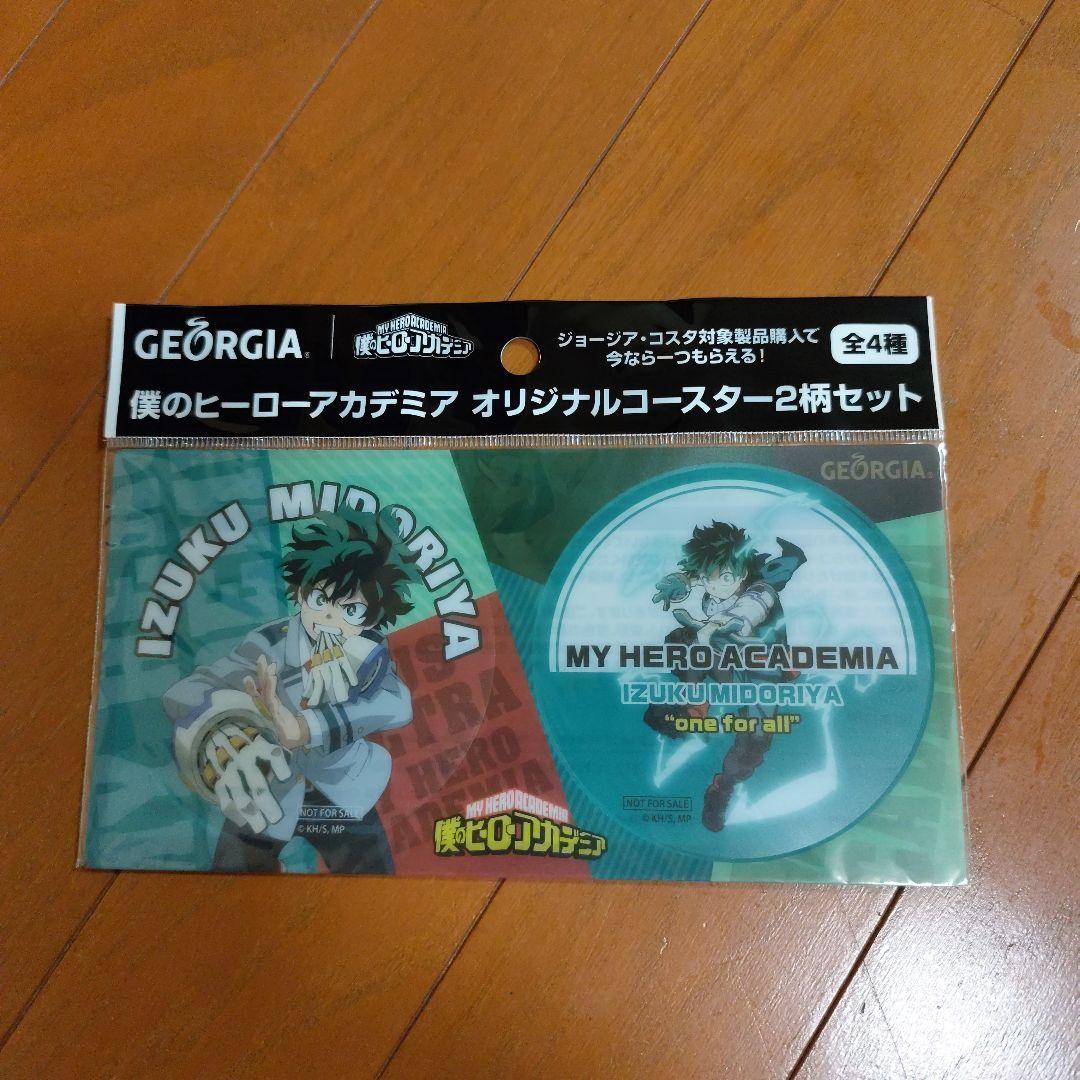 GEORGIA
MY HERO ACADEMIA
僕のヒーローアカデミア
ジョージア・コスタ対象製品購入で
今なら一つもらえる!
全4種
僕のヒーローアカデミア オリジナルコースター2柄セット
IZUKU MIDORIYA
HERO
NOT FOR SALE
© KH/S, MP
MY HERO ACADEMIA
僕のヒーローアカデミア
GEORGIA
MY HERO ACADEMIA
IZUKU MIDORIYA
"one for all"
NOT FOR SALE
© KH/S, MP